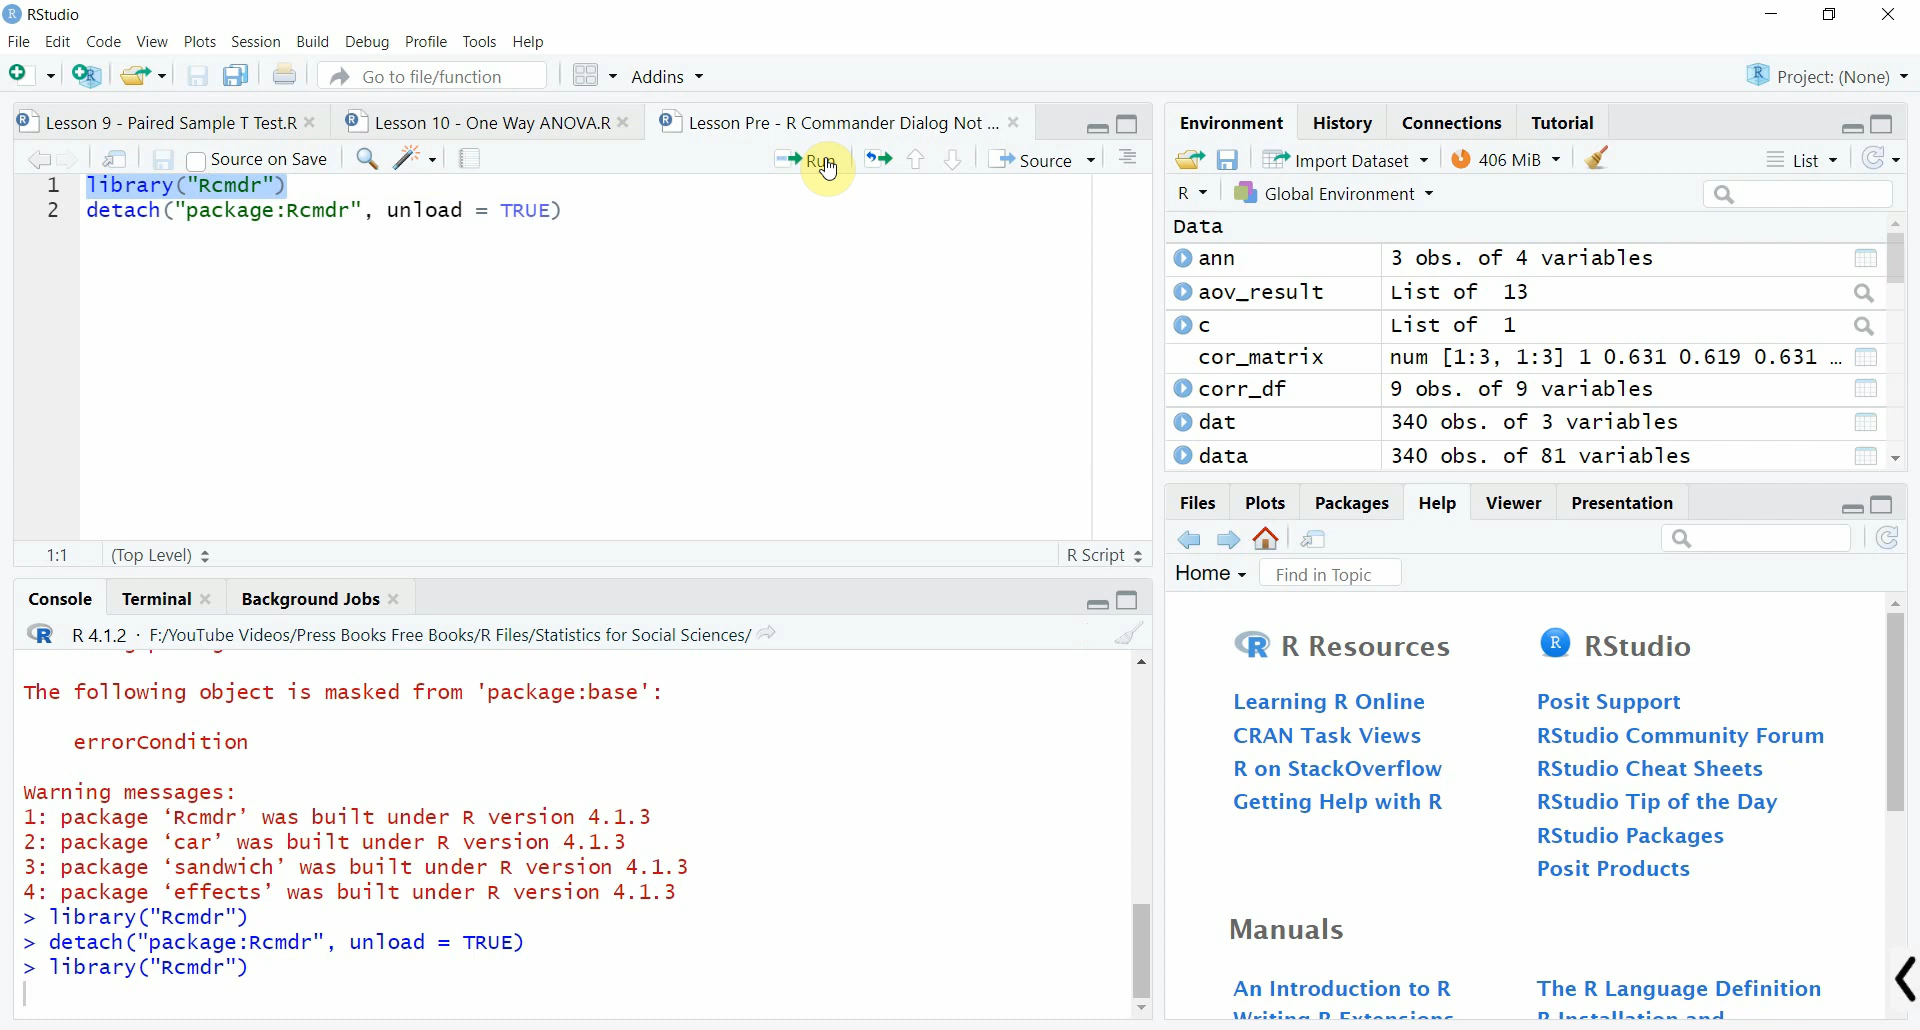 RStudio
File Edit Code View Plots Session Build Debug Profile Tools Help
Go to file/function Addins Project: (None)
Lesson 9 - Paired Sample T Test.R Lesson 10 - One Way ANOVA.R Lesson Pre - R Commander Dialog Not ...
Source on Save Run Source
1 library("Rcmdr")
2 detach("package:Rcmdr", unload = TRUE)
1:1 (Top Level) R Script
Console Terminal Background Jobs
R 4.1.2 · F:/YouTube Videos/Press Books Free Books/R Files/Statistics for Social Sciences/
The following object is masked from 'package:base':
errorCondition
Warning messages:
1: package ‘Rcmdr’ was built under R version 4.1.3
2: package ‘car’ was built under R version 4.1.3
3: package ‘sandwich’ was built under R version 4.1.3
4: package ‘effects’ was built under R version 4.1.3
> library("Rcmdr")
> detach("package:Rcmdr", unload = TRUE)
> library("Rcmdr")
Environment History Connections Tutorial
Import Dataset 406 MiB List
R Global Environment
Data
ann 3 obs. of 4 variables
aov_result List of 13
c List of 1
cor_matrix num [1:3, 1:3] 1 0.631 0.619 0.631 ...
corr_df 9 obs. of 9 variables
dat 340 obs. of 3 variables
data 340 obs. of 81 variables
Files Plots Packages Help Viewer Presentation
Home Find in Topic
R Resources
Learning R Online
CRAN Task Views
R on StackOverflow
Getting Help with R
RStudio
Posit Support
RStudio Community Forum
RStudio Cheat Sheets
RStudio Tip of the Day
RStudio Packages
Posit Products
Manuals
An Introduction to R
The R Language Definition
Writing R Extensions
R Installation and